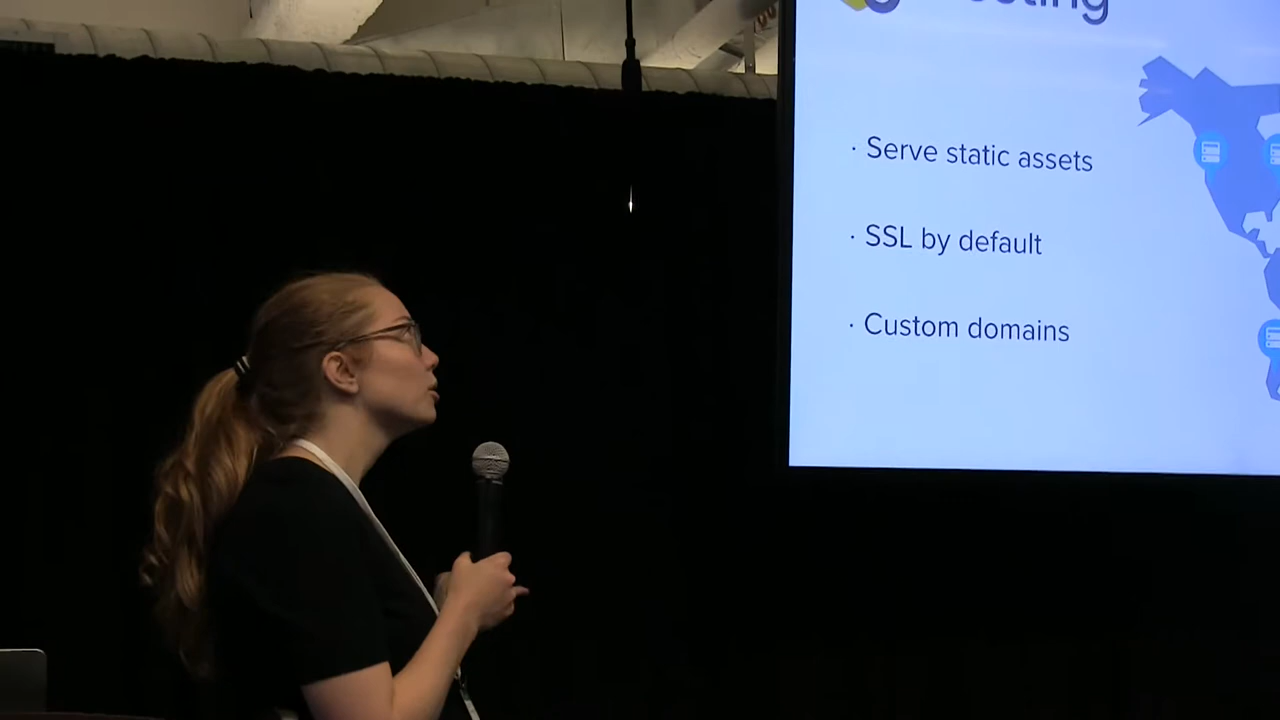 · Serve static assets
· SSL by default
· Custom domains